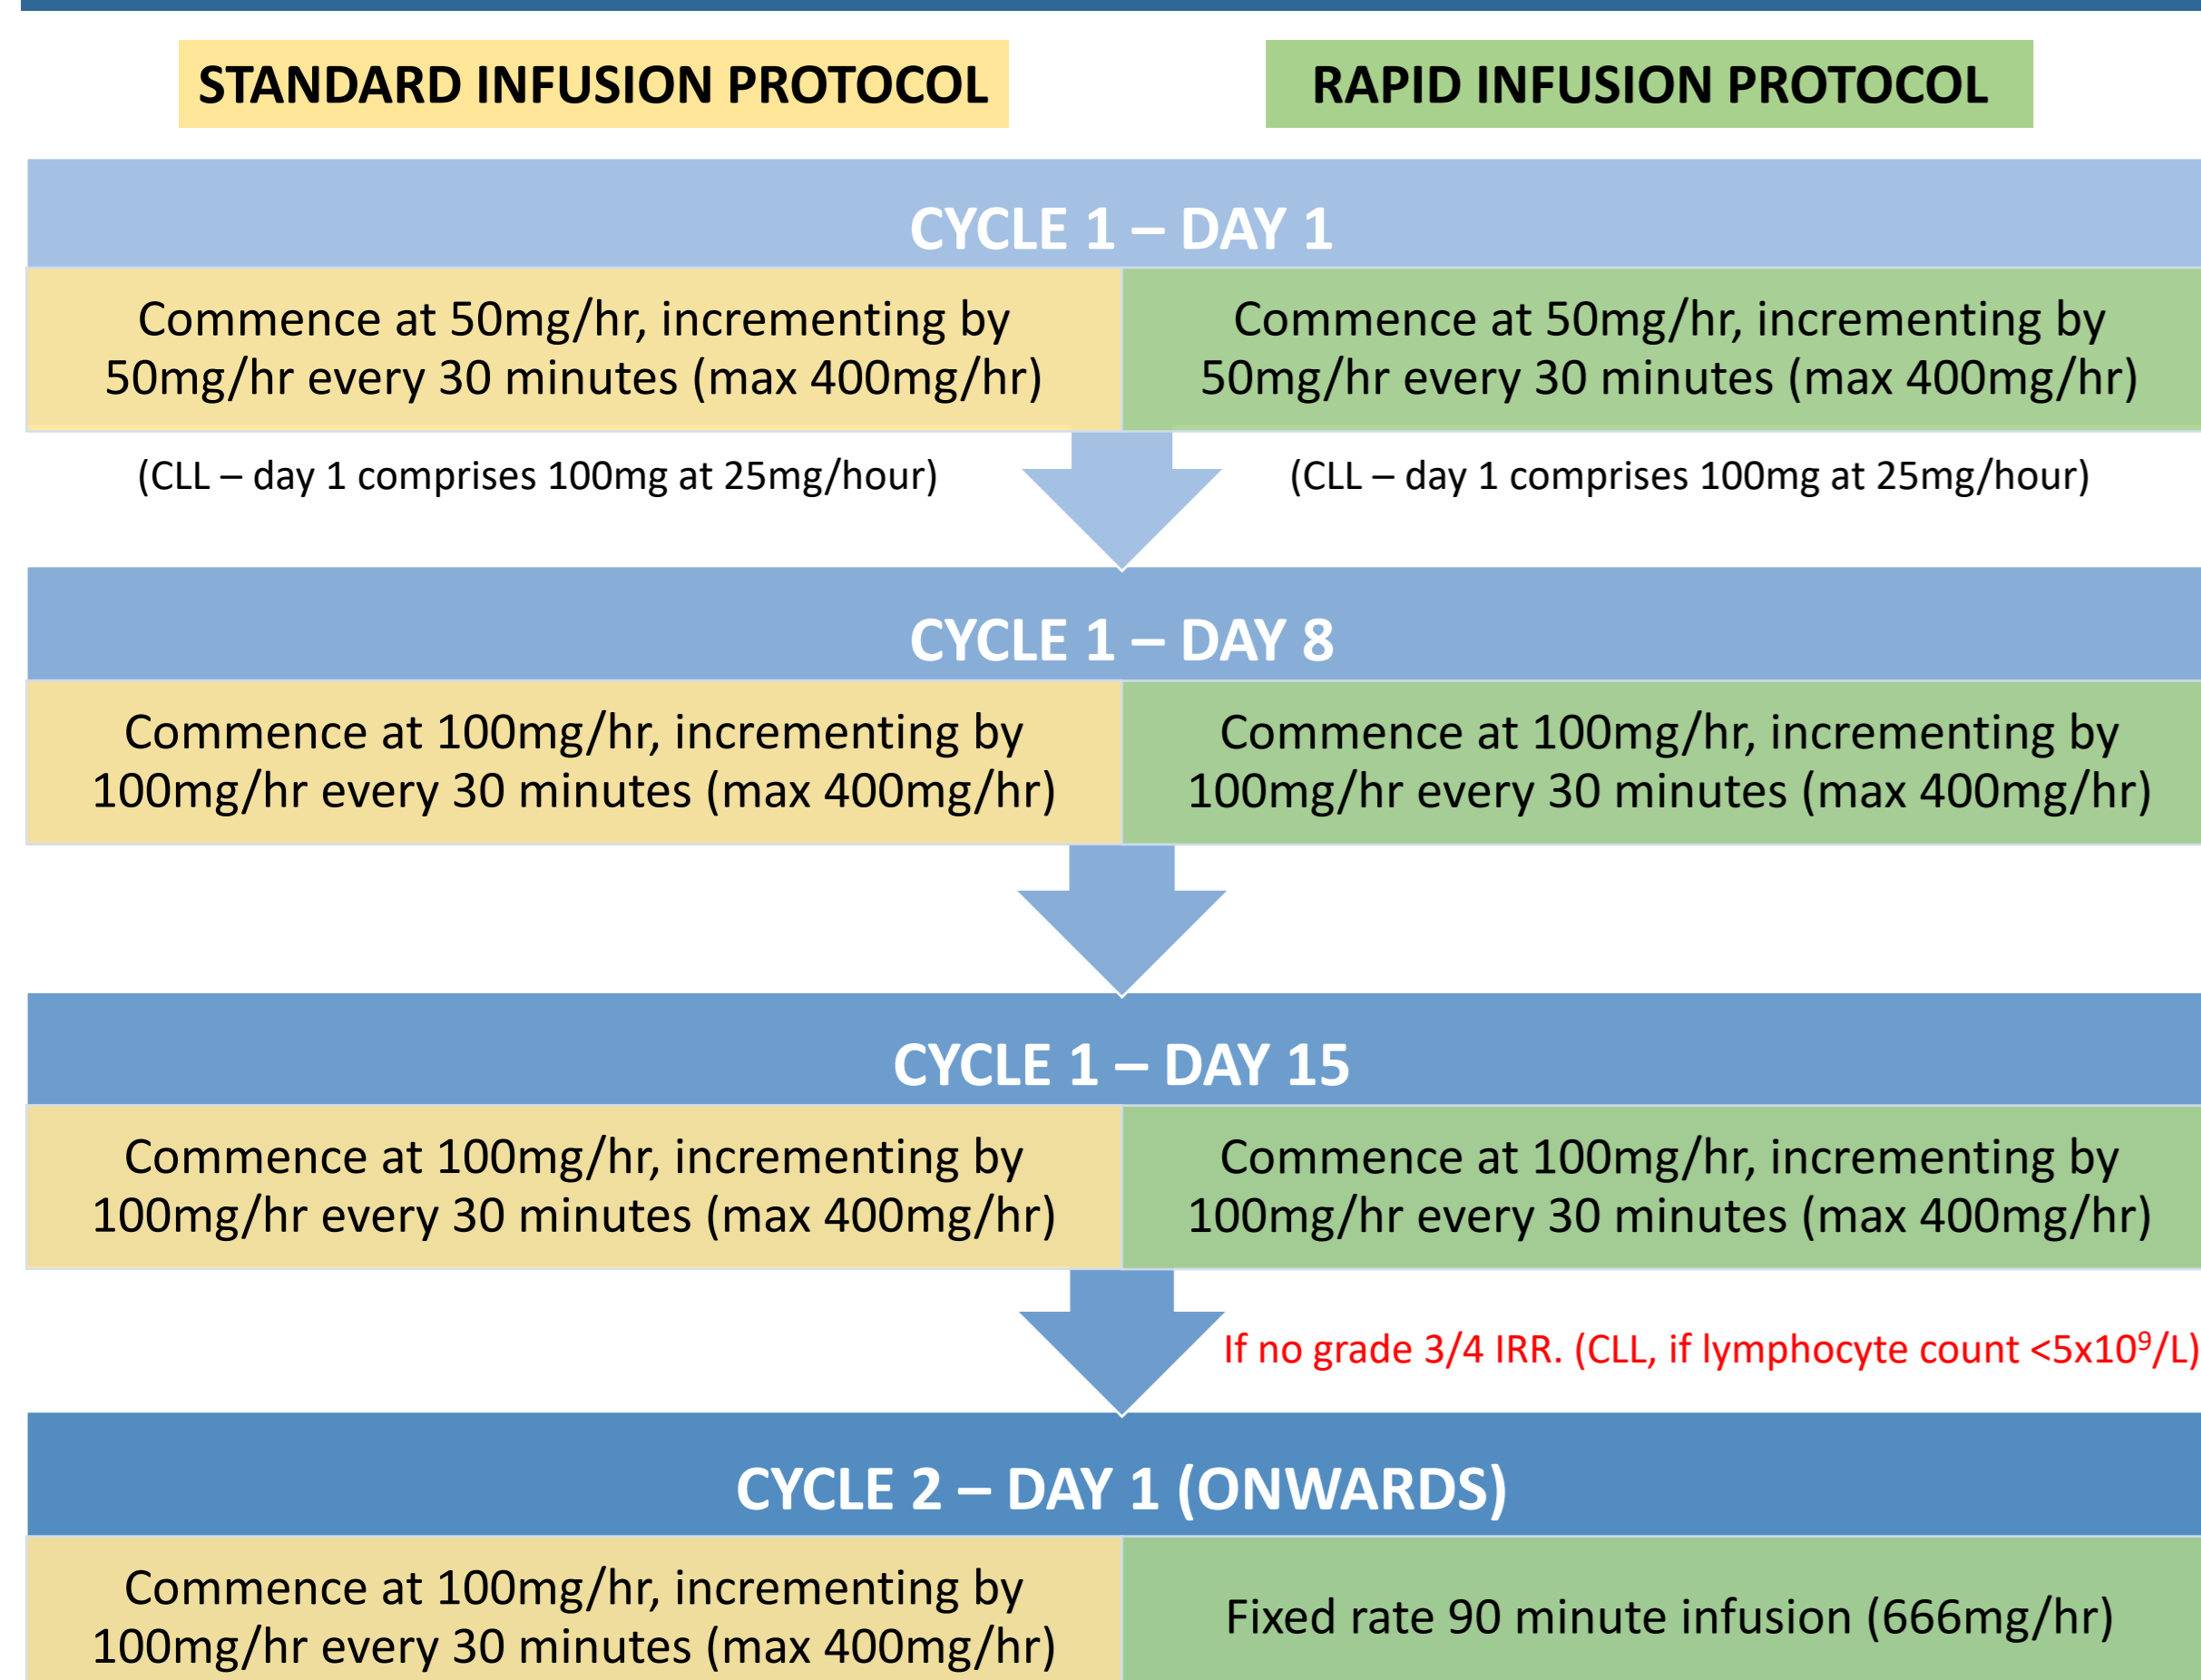 STANDARD INFUSION PROTOCOL
RAPID INFUSION PROTOCOL
CYCLE 1 – DAY 1
Commence at 50mg/hr, incrementing by
50mg/hr every 30 minutes (max 400mg/hr)
Commence at 50mg/hr, incrementing by
50mg/hr every 30 minutes (max 400mg/hr)
(CLL – day 1 comprises 100mg at 25mg/hour)
(CLL – day 1 comprises 100mg at 25mg/hour)
CYCLE 1 – DAY 8
Commence at 100mg/hr, incrementing by
100mg/hr every 30 minutes (max 400mg/hr)
Commence at 100mg/hr, incrementing by
100mg/hr every 30 minutes (max 400mg/hr)
CYCLE 1 – DAY 15
Commence at 100mg/hr, incrementing by
100mg/hr every 30 minutes (max 400mg/hr)
Commence at 100mg/hr, incrementing by
100mg/hr every 30 minutes (max 400mg/hr)
If no grade 3/4 IRR. (CLL, if lymphocyte count <5x10⁹/L)
CYCLE 2 – DAY 1 (ONWARDS)
Commence at 100mg/hr, incrementing by
100mg/hr every 30 minutes (max 400mg/hr)
Fixed rate 90 minute infusion (666mg/hr)